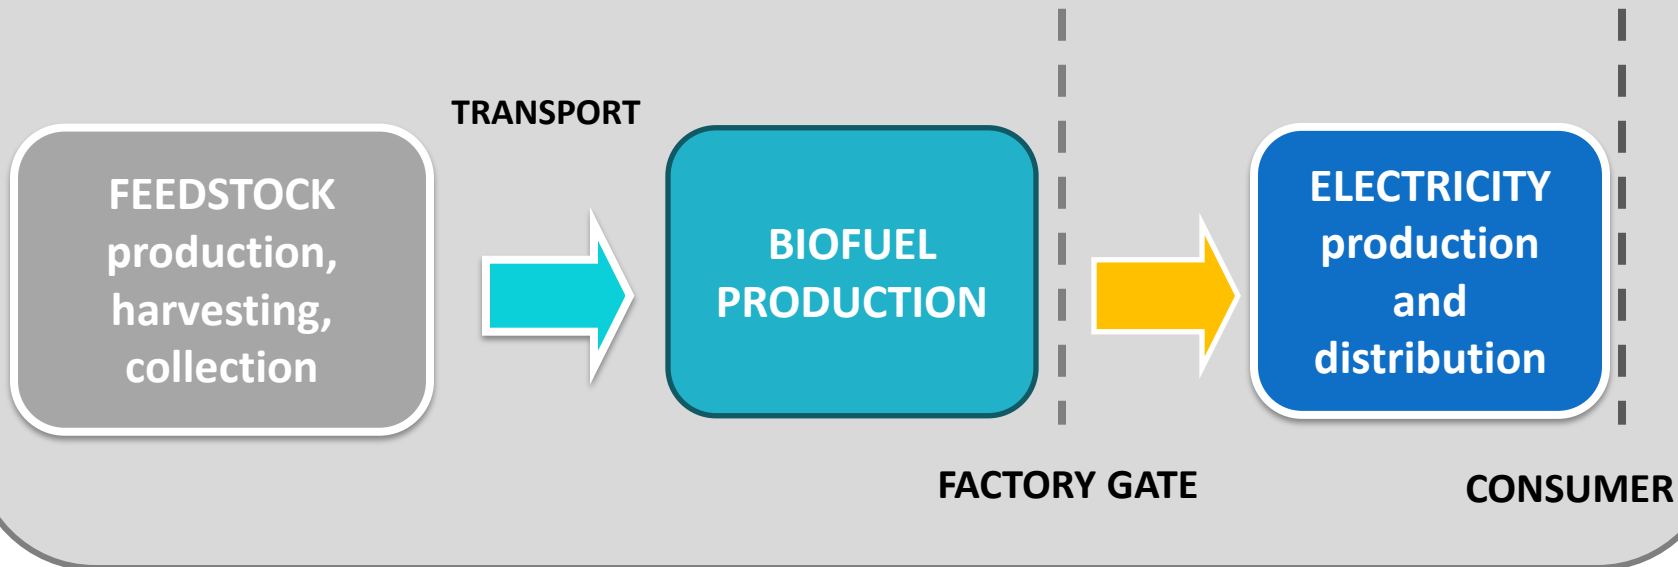 TRANSPORT
FEEDSTOCK
production,
harvesting,
collection
BIOFUEL
PRODUCTION
ELECTRICITY
production
and
distribution
FACTORY GATE
CONSUMER